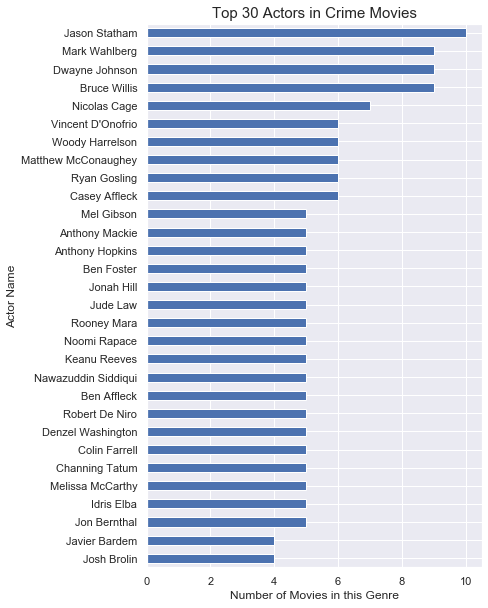 Top 30 Actors in Crime Movies
Jason Statham
Mark Wahlberg
Dwayne Johnson
Bruce Willis
Nicolas Cage
Vincent D'Onofrio
Woody Harrelson
Matthew McConaughey
Ryan Gosling
Casey Affleck
Mel Gibson
Anthony Mackie
Anthony Hopkins
Ben Foster
Jonah Hill
Jude Law
Rooney Mara
Noomi Rapace
Keanu Reeves
Nawazuddin Siddiqui
Ben Affleck
Robert De Niro
Denzel Washington
Colin Farrell
Channing Tatum
Melissa McCarthy
Idris Elba
Jon Bernthal
Javier Bardem
Josh Brolin
Actor Name
0 2 4 6 8 10
Number of Movies in this Genre